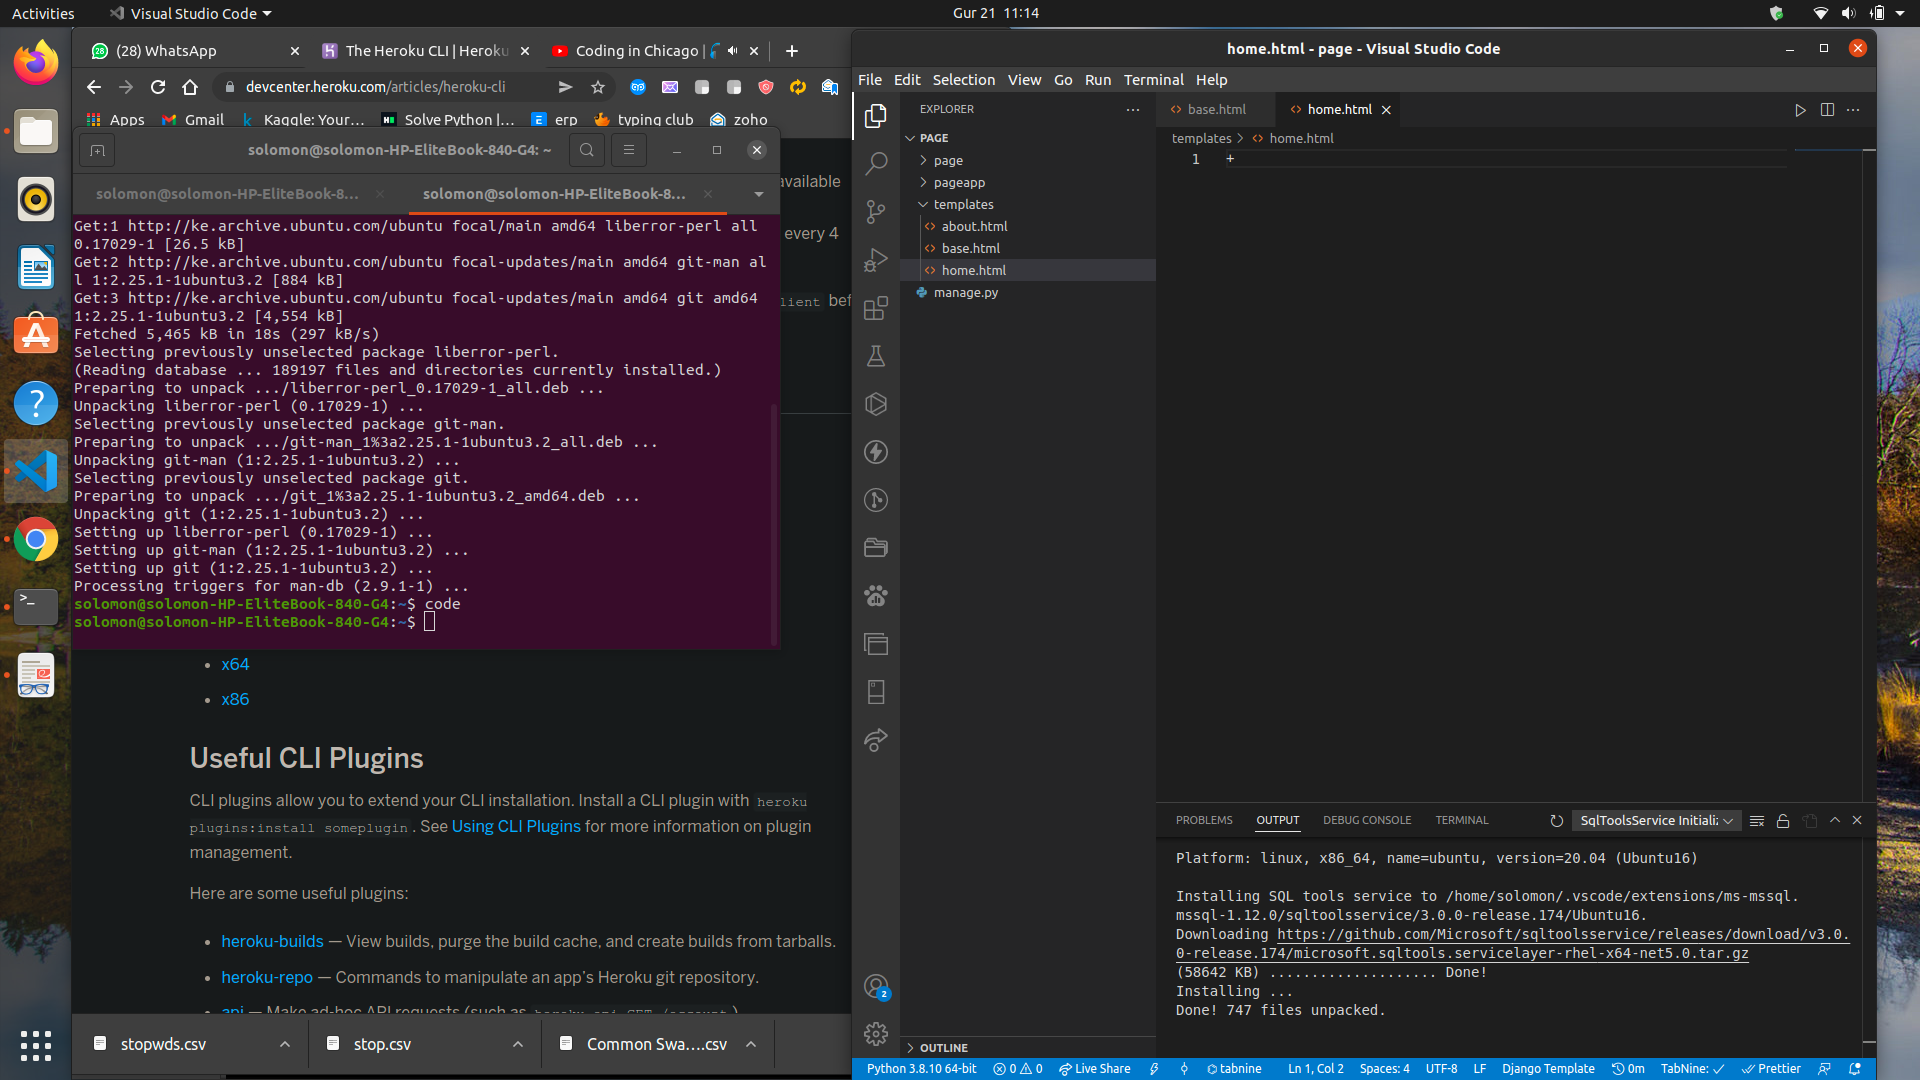 Activities
Visual Studio Code
Gur 21 11:14
(28) WhatsApp
The Heroku CLI | Heroku
Coding in Chicago |
devcenter.heroku.com/articles/heroku-cli
Apps
Gmail
Kaggle: Your…
Solve Python |…
erp
typing club
zoho
solomon@solomon-HP-EliteBook-840-G4: ~
solomon@solomon-HP-EliteBook-8…
solomon@solomon-HP-EliteBook-8…
Get:1 http://ke.archive.ubuntu.com/ubuntu focal/main amd64 liberror-perl all
0.17029-1 [26.5 kB]
Get:2 http://ke.archive.ubuntu.com/ubuntu focal-updates/main amd64 git-man al
l 1:2.25.1-1ubuntu3.2 [884 kB]
Get:3 http://ke.archive.ubuntu.com/ubuntu focal-updates/main amd64 git amd64
1:2.25.1-1ubuntu3.2 [4,554 kB]
Fetched 5,465 kB in 18s (297 kB/s)
Selecting previously unselected package liberror-perl.
(Reading database ... 189197 files and directories currently installed.)
Preparing to unpack .../liberror-perl_0.17029-1_all.deb ...
Unpacking liberror-perl (0.17029-1) ...
Selecting previously unselected package git-man.
Preparing to unpack .../git-man_1%3a2.25.1-1ubuntu3.2_all.deb ...
Unpacking git-man (1:2.25.1-1ubuntu3.2) ...
Selecting previously unselected package git.
Preparing to unpack .../git_1%3a2.25.1-1ubuntu3.2_amd64.deb ...
Unpacking git (1:2.25.1-1ubuntu3.2) ...
Setting up liberror-perl (0.17029-1) ...
Setting up git-man (1:2.25.1-1ubuntu3.2) ...
Setting up git (1:2.25.1-1ubuntu3.2) ...
Processing triggers for man-db (2.9.1-1) ...
solomon@solomon-HP-EliteBook-840-G4:~$ code
solomon@solomon-HP-EliteBook-840-G4:~$
available
every 4
lient bef
x64
x86
Useful CLI Plugins
CLI plugins allow you to extend your CLI installation. Install a CLI plugin with heroku
plugins:install someplugin. See Using CLI Plugins for more information on plugin
management.
Here are some useful plugins:
heroku-builds — View builds, purge the build cache, and create builds from tarballs.
heroku-repo — Commands to manipulate an app's Heroku git repository.
api — Make ad-hoc API requests (such as heroku api GET /account)
stopwds.csv
stop.csv
Common Swa….csv
home.html - page - Visual Studio Code
File Edit Selection View Go Run Terminal Help
EXPLORER
PAGE
page
pageapp
templates
about.html
base.html
home.html
manage.py
OUTLINE
2
base.html
home.html
templates > home.html
1 +
PROBLEMS OUTPUT DEBUG CONSOLE TERMINAL
SqlToolsService Initializ
Platform: linux, x86_64, name=ubuntu, version=20.04 (Ubuntu16)
Installing SQL tools service to /home/solomon/.vscode/extensions/ms-mssql.
mssql-1.12.0/sqltoolsservice/3.0.0-release.174/Ubuntu16.
Downloading https://github.com/Microsoft/sqltoolsservice/releases/download/v3.0.
0-release.174/microsoft.sqltools.servicelayer-rhel-x64-net5.0.tar.gz
(58642 KB) .................... Done!
Installing ...
Done! 747 files unpacked.
Python 3.8.10 64-bit 0 0 Live Share tabnine Ln 1, Col 2 Spaces: 4 UTF-8 LF Django Template 0m TabNine: Prettier